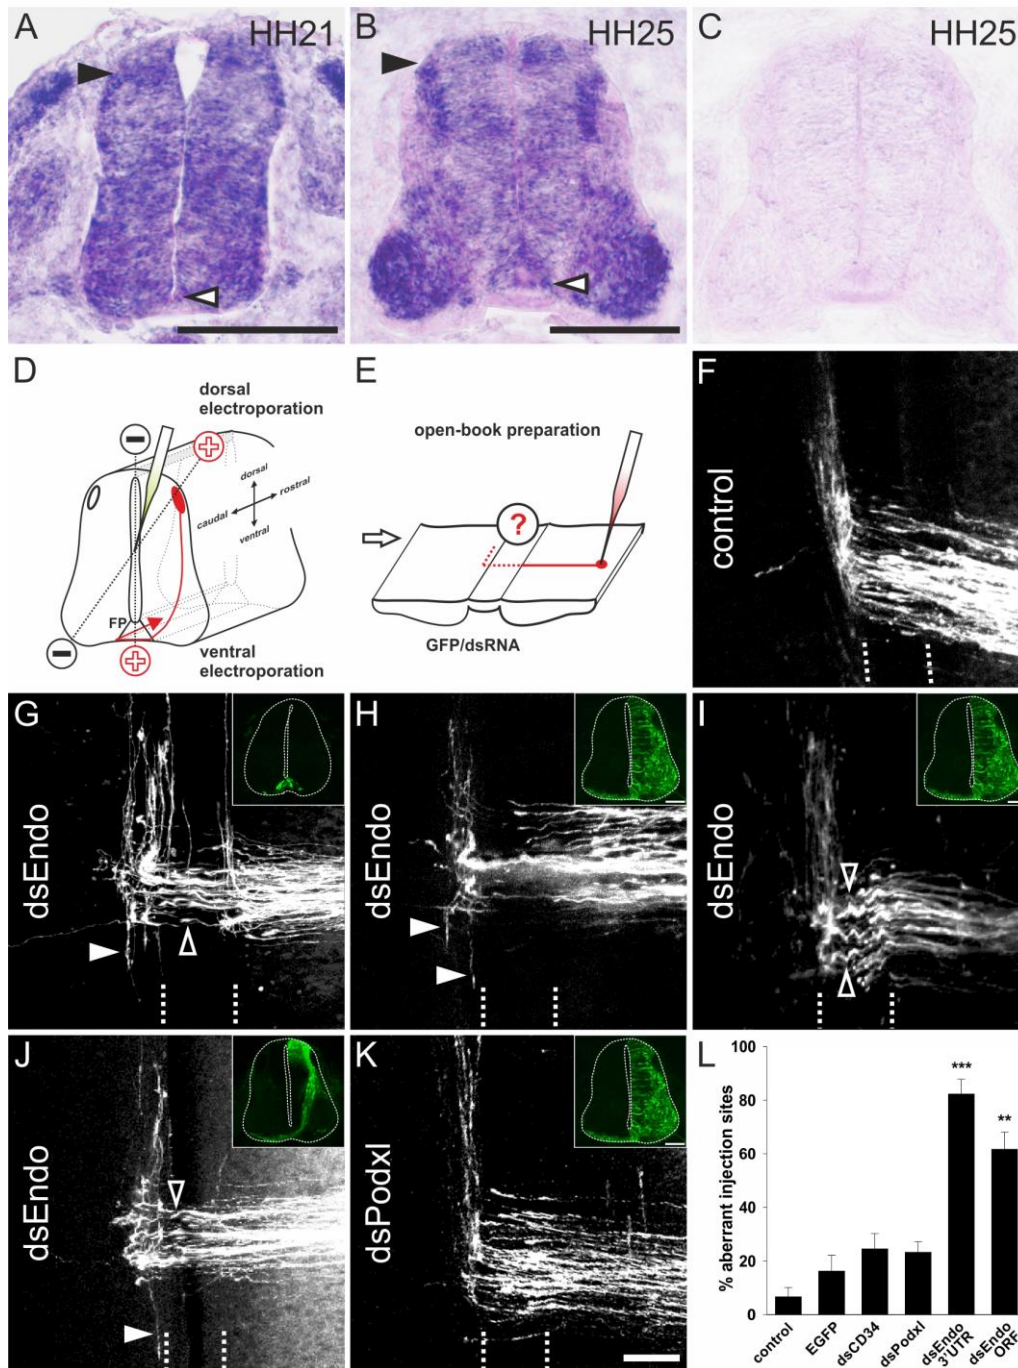 A HH21
B HH25
C HH25
D
dorsal
electroporation
dorsal
rostral
caudal
ventral
FP
ventral
electroporation
E
open-book preparation
?
GFP/dsRNA
F
control
G
dsEndo
H
dsEndo
I
dsEndo
J
dsEndo
K
dsPodxl
L
% aberrant injection sites
100
80
60
40
20
0
***
**
control
EGFP
dsCD34
dsPodxl
dsEndo
3'UTR
dsEndo
ORF